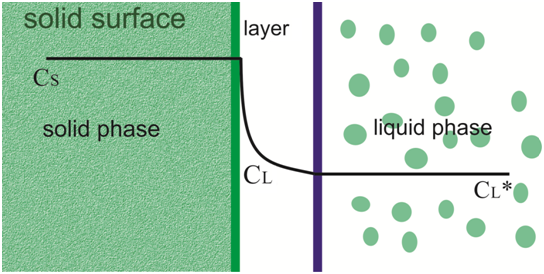 solid surface
layer
CS
solid phase
liquid phase
CL
CL*